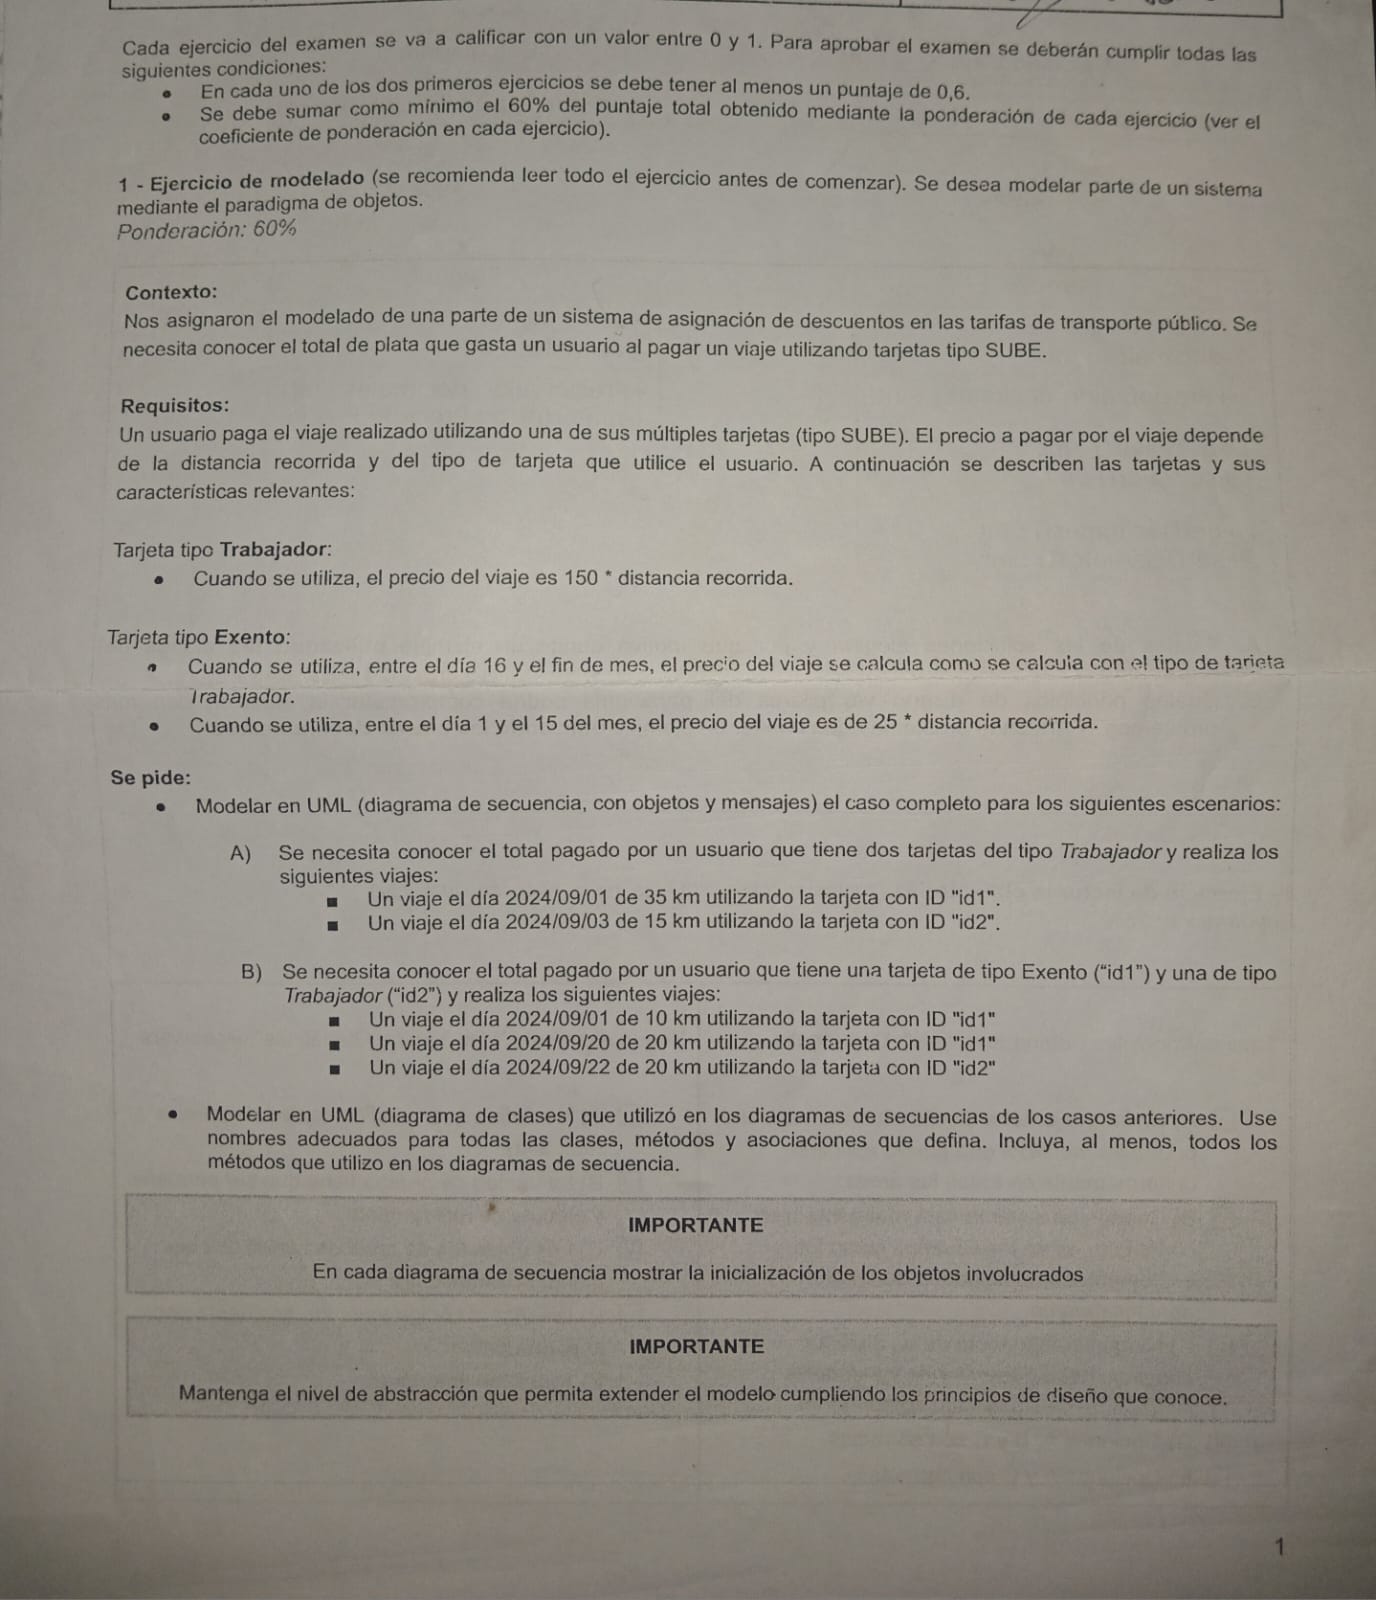 Cada ejercicio del examen se va a calificar con un valor entre 0 y 1. Para aprobar el examen se deberán cumplir todas las
siguientes condiciones:
● En cada uno de los dos primeros ejercicios se debe tener al menos un puntaje de 0,6.
● Se debe sumar como mínimo el 60% del puntaje total obtenido mediante la ponderación de cada ejercicio (ver el
coeficiente de ponderación en cada ejercicio).
1 - Ejercicio de modelado (se recomienda leer todo el ejercicio antes de comenzar). Se desea modelar parte de un sistema
mediante el paradigma de objetos.
Ponderación: 60%
Contexto:
Nos asignaron el modelado de una parte de un sistema de asignación de descuentos en las tarifas de transporte público. Se
necesita conocer el total de plata que gasta un usuario al pagar un viaje utilizando tarjetas tipo SUBE.
Requisitos:
Un usuario paga el viaje realizado utilizando una de sus múltiples tarjetas (tipo SUBE). El precio a pagar por el viaje depende
de la distancia recorrida y del tipo de tarjeta que utilice el usuario. A continuación se describen las tarjetas y sus
características relevantes:
Tarjeta tipo Trabajador:
● Cuando se utiliza, el precio del viaje es 150 * distancia recorrida.
Tarjeta tipo Exento:
● Cuando se utiliza, entre el día 16 y el fin de mes, el precio del viaje se calcula como se calcula con el tipo de tarjeta
Trabajador.
● Cuando se utiliza, entre el día 1 y el 15 del mes, el precio del viaje es de 25 * distancia recorrida.
Se pide:
● Modelar en UML (diagrama de secuencia, con objetos y mensajes) el caso completo para los siguientes escenarios:
A) Se necesita conocer el total pagado por un usuario que tiene dos tarjetas del tipo Trabajador y realiza los
siguientes viajes:
■ Un viaje el día 2024/09/01 de 35 km utilizando la tarjeta con ID "id1".
■ Un viaje el día 2024/09/03 de 15 km utilizando la tarjeta con ID "id2".
B) Se necesita conocer el total pagado por un usuario que tiene una tarjeta de tipo Exento (“id1”) y una de tipo
Trabajador (“id2”) y realiza los siguientes viajes:
■ Un viaje el día 2024/09/01 de 10 km utilizando la tarjeta con ID "id1"
■ Un viaje el día 2024/09/20 de 20 km utilizando la tarjeta con ID "id1"
■ Un viaje el día 2024/09/22 de 20 km utilizando la tarjeta con ID "id2"
● Modelar en UML (diagrama de clases) que utilizó en los diagramas de secuencias de los casos anteriores. Use
nombres adecuados para todas las clases, métodos y asociaciones que defina. Incluya, al menos, todos los
métodos que utilizo en los diagramas de secuencia.
IMPORTANTE
En cada diagrama de secuencia mostrar la inicialización de los objetos involucrados
IMPORTANTE
Mantenga el nivel de abstracción que permita extender el modelo cumpliendo los principios de diseño que conoce.
1